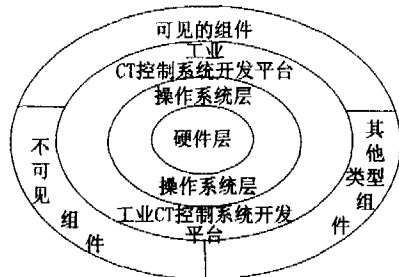 可见的组件
工业
CT控制系统开发平台
操作系统层
硬件层
操作系统层
工业CT控制系统开发
平台
不可见组件
其他类型组件